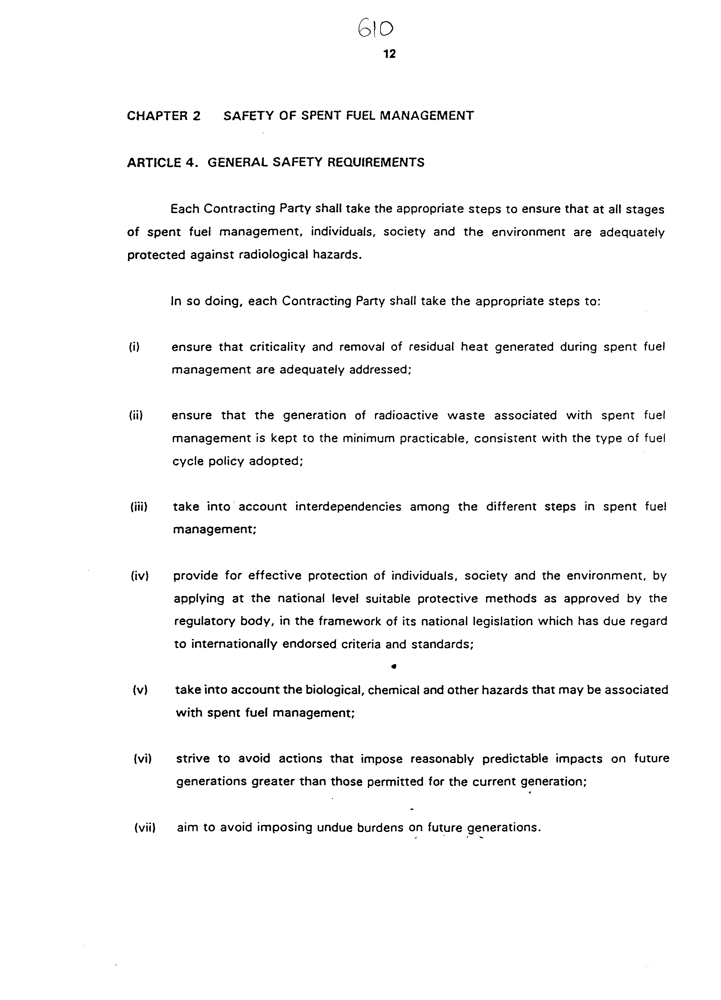 610
12
CHAPTER 2 SAFETY OF SPENT FUEL MANAGEMENT
ARTICLE 4. GENERAL SAFETY REQUIREMENTS
Each Contracting Party shall take the appropriate steps to ensure that at all stages
of spent fuel management, individuals, society and the environment are adequately
protected against radiological hazards.
In so doing, each Contracting Party shall take the appropriate steps to:
(i) ensure that criticality and removal of residual heat generated during spent fuel
management are adequately addressed;
(ii) ensure that the generation of radioactive waste associated with spent fuel
management is kept to the minimum practicable, consistent with the type of fuel
cycle policy adopted;
(iii) take into account interdependencies among the different steps in spent fuel
management;
(iv) provide for effective protection of individuals, society and the environment, by
applying at the national level suitable protective methods as approved by the
regulatory body, in the framework of its national legislation which has due regard
to internationally endorsed criteria and standards;
(v) take into account the biological, chemical and other hazards that may be associated
with spent fuel management;
(vi) strive to avoid actions that impose reasonably predictable impacts on future
generations greater than those permitted for the current generation;
(vii) aim to avoid imposing undue burdens on future generations.